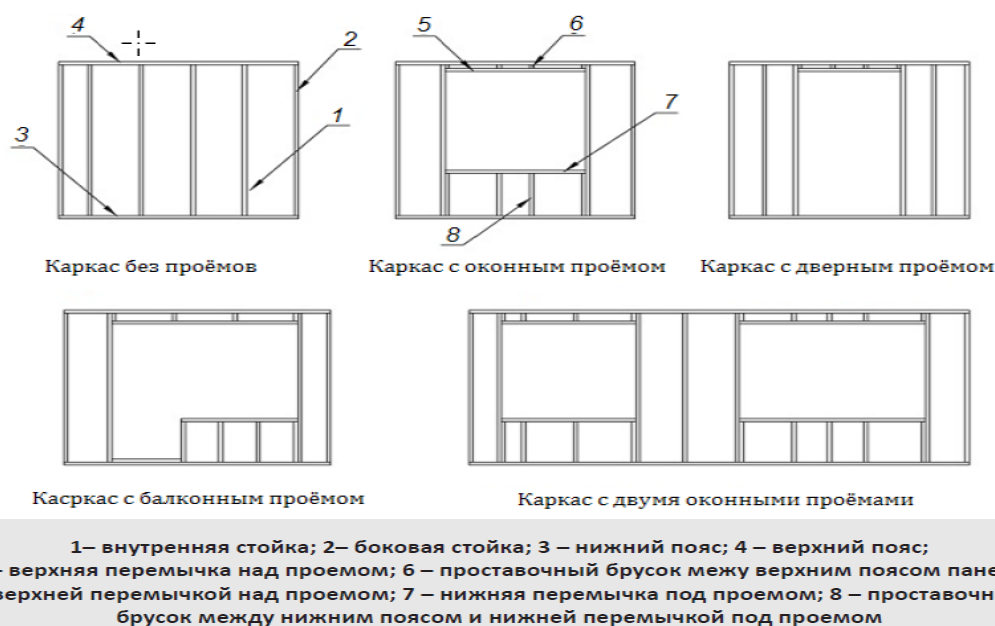 4
5
6
2
7
1
3
8
Каркас без проёмов
Каркас с оконным проёмом
Каркас с дверным проёмом
Касркас с балконным проёмом
Каркас с двумя оконными проёмами
1– внутренняя стойка; 2– боковая стойка; 3 – нижний пояс; 4 – верхний пояс;
– верхняя перемычка над проемом; 6 – проставочный брусок межу верхним поясом
верхней перемычкой над проемом; 7 – нижняя перемычка под проемом; 8 –
брусок между нижним поясом и нижней перемычкой под проемом